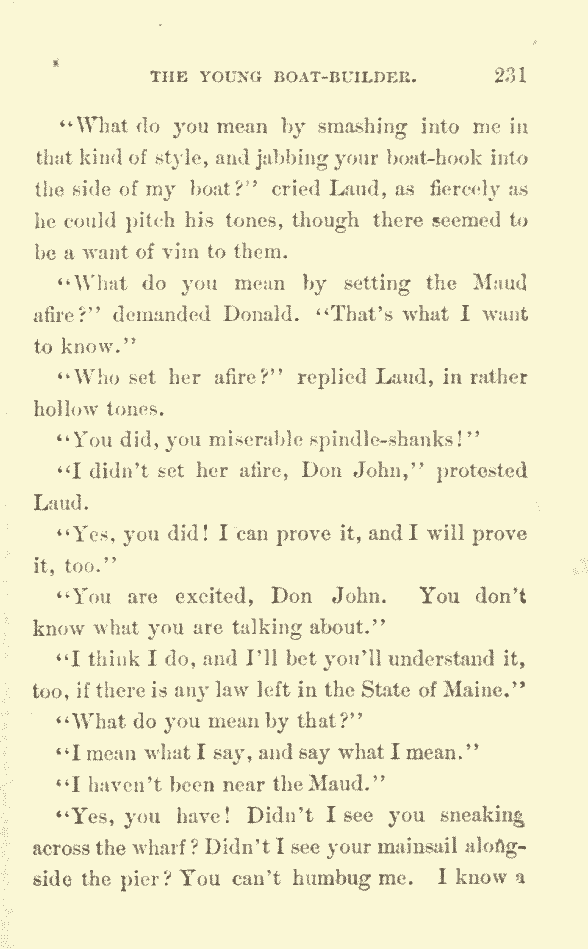 THE YOUNG BOAT-BUILDER. 231
"What do you mean by smashing into me in
that kind of style, and jabbing your boat-hook into
the side of my boat?" cried Laud, as fiercely as
he could pitch his tones, though there seemed to
be a want of vim to them.
"What do you mean by setting the Maud
afire?" demanded Donald. "That's what I want
to know."
"Who set her afire?" replied Laud, in rather
hollow tones.
"You did, you miserable spindle-shanks!"
"I didn't set her afire, Don John," protested
Laud.
"Yes, you did! I can prove it, and I will prove
it, too."
"You are excited, Don John. You don't
know what you are talking about."
"I think I do, and I'll bet you'll understand it,
too, if there is any law left in the State of Maine."
"What do you mean by that?"
"I mean what I say, and say what I mean."
"I haven't been near the Maud."
"Yes, you have! Didn't I see you sneaking
across the wharf? Didn't I see your mainsail along-
side the pier? You can't humbug me. I know a